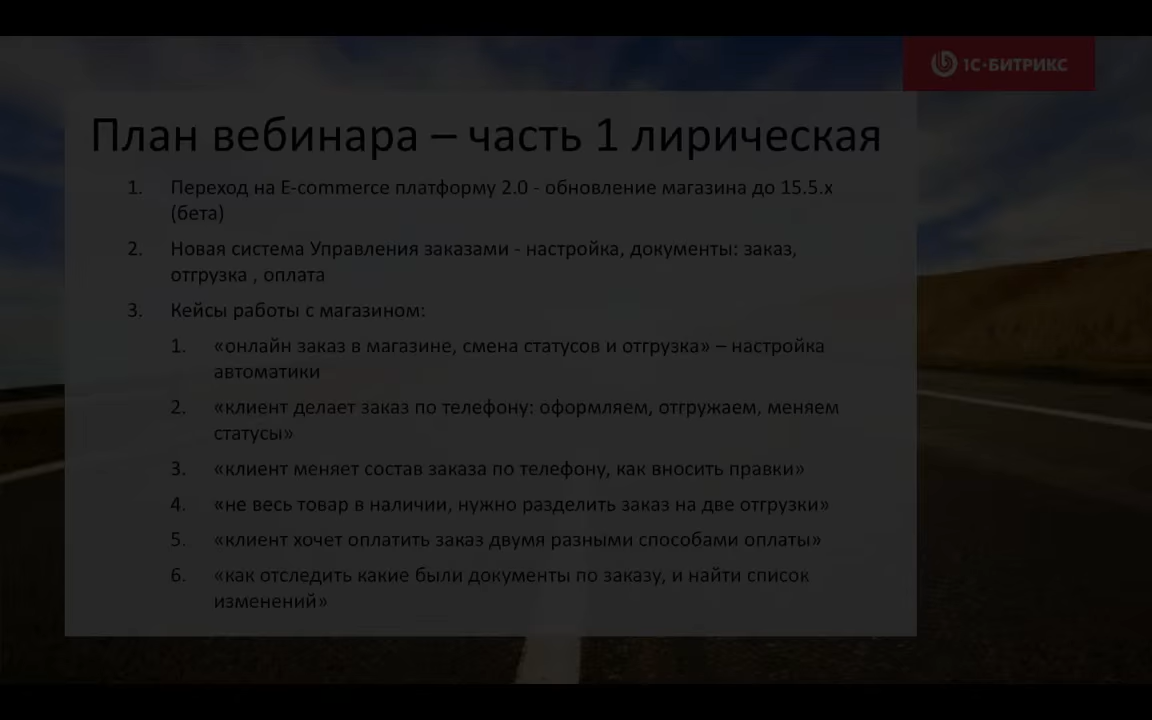 1С-БИТРИКС
План вебинара – часть 1 лирическая
1. Переход на E-commerce платформу 2.0 - обновление магазина до 15.5.x
(бета)
2. Новая система Управления заказами - настройка, документы: заказ,
отгрузка , оплата
3. Кейсы работы с магазином:
1. «онлайн заказ в магазине, смена статусов и отгрузка» – настройка
автоматики
2. «клиент делает заказ по телефону: оформляем, отгружаем, меняем
статусы»
3. «клиент меняет состав заказа по телефону, как вносить правки»
4. «не весь товар в наличии, нужно разделить заказ на две отгрузки»
5. «клиент хочет оплатить заказ двумя разными способами оплаты»
6. «как отследить какие были документы по заказу, и найти список
изменений»